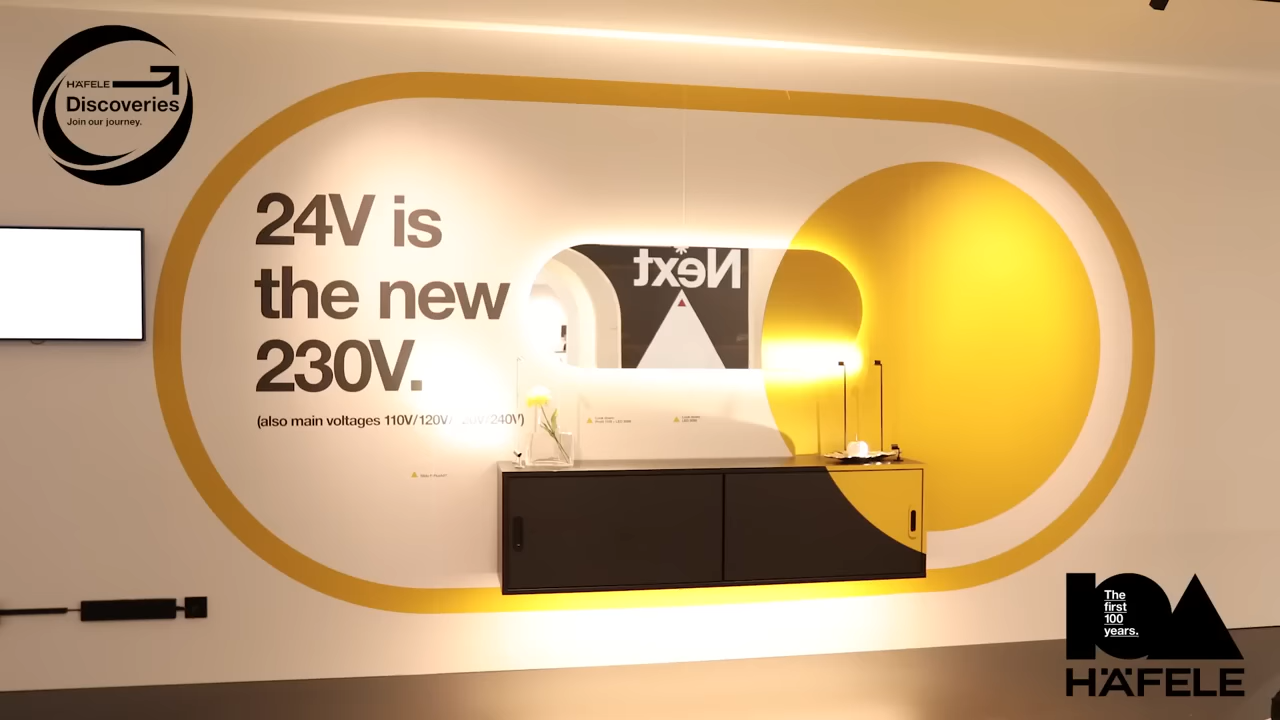 HÄFELE
Discoveries
Join our journey.
24V is
the new
230V.
(also main voltages 110V/120V/ 230V/240V)
Next
The
first
100
years.
HÄFELE